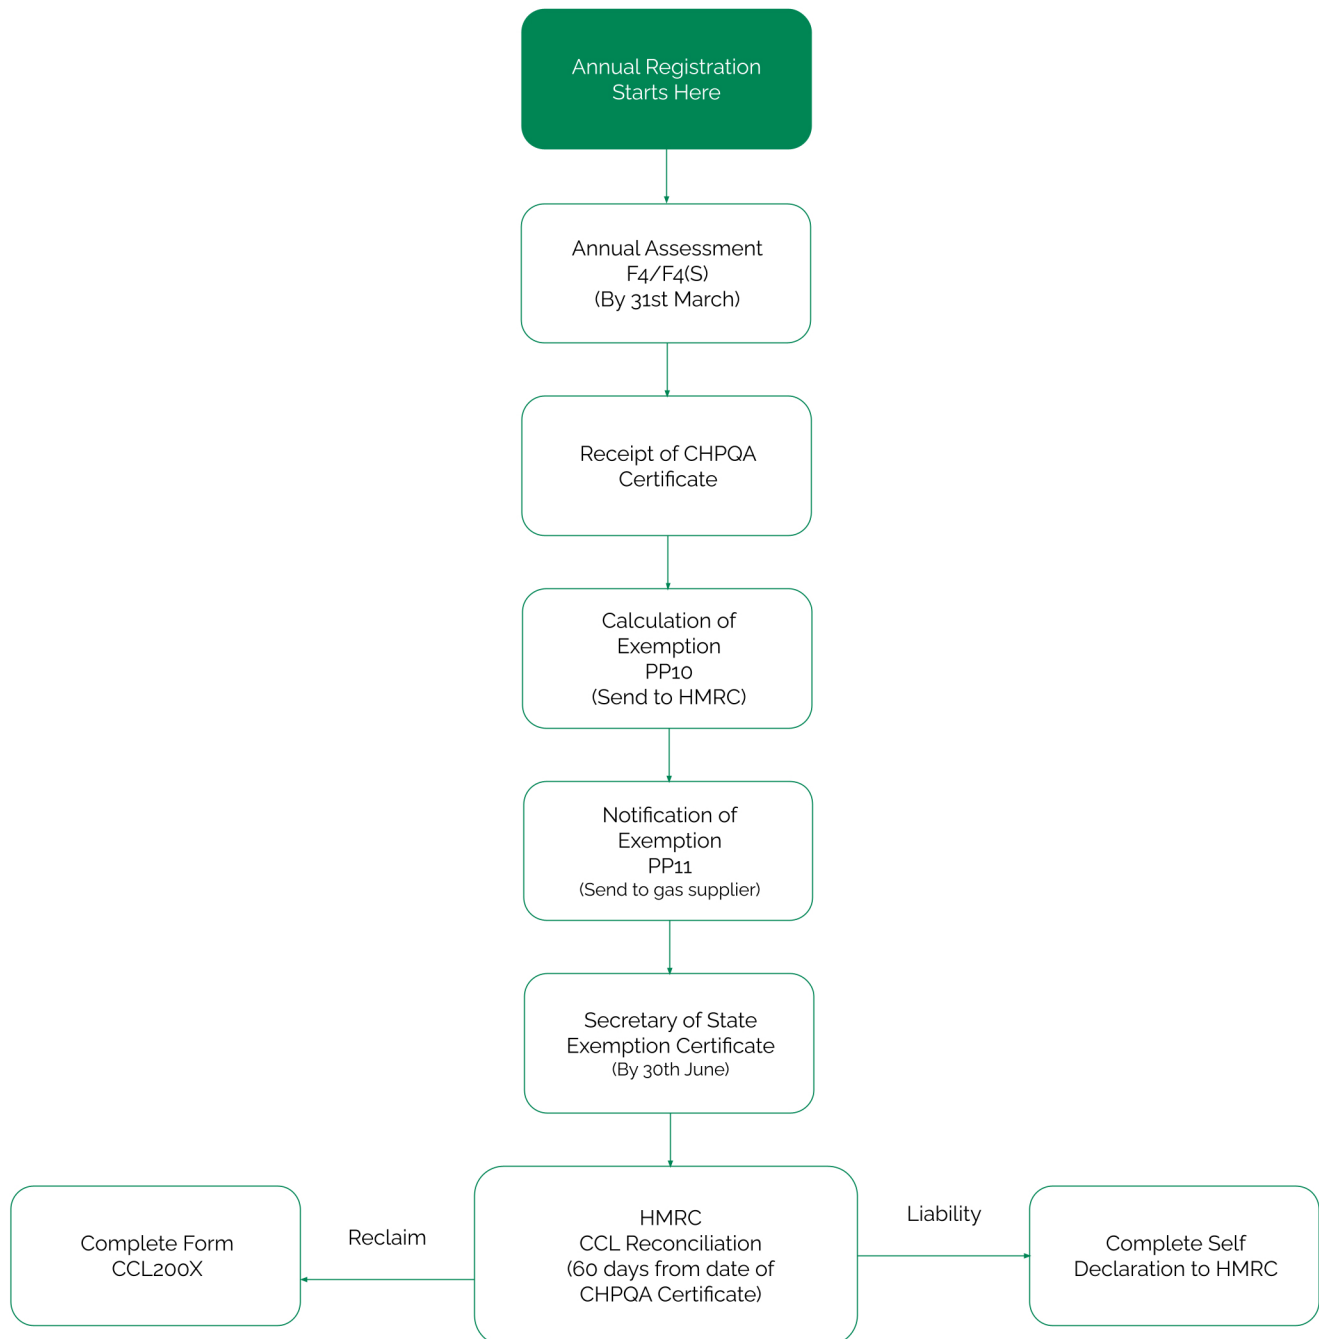 Annual Registration
Starts Here
Annual Assessment
F4/F4(S)
(By 31st March)
Receipt of CHPQA
Certificate
Calculation of
Exemption
PP10
(Send to HMRC)
Notification of
Exemption
PP11
(Send to gas supplier)
Secretary of State
Exemption Certificate
(By 30th June)
Complete Form
CCL200X
Reclaim
HMRC
CCL Reconciliation
(60 days from date of
CHPQA Certificate)
Liability
Complete Self
Declaration to HMRC